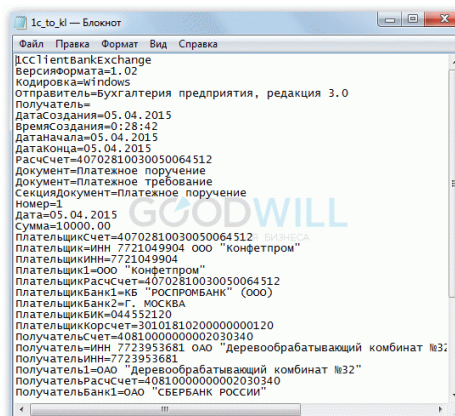 1c_to_kl — Блокнот
Файл Правка Формат Вид Справка
1CClientBankExchange
ВерсияФормата=1.02
Кодировка=Windows
Отправитель=Бухгалтерия предприятия, редакция 3.0
Получатель=
ДатаСоздания=05.04.2015
ВремяСоздания=0:28:42
ДатаНачала=05.04.2015
ДатаКонца=05.04.2015
РасчСчет=40702810030050064512
Документ=Платежное поручение
Документ=Платежное требование
СекцияДокумент=Платежное поручение
Номер=1
Дата=05.04.2015
Сумма=10000.00
GOODWILL
БИЗНЕСА
ПлательщикСчет=40702810030050064512
Плательщик=ИНН 7721049904 ООО "Конфетпром"
ПлательщикИНН=7721049904
Плательщик1=ООО "Конфетпром"
ПлательщикРасчСчет=40702810030050064512
ПлательщикБанк1=КБ "РОСПРОМБАНК" (ООО)
ПлательщикБанк2=Г. МОСКВА
ПлательщикБИК=044552120
ПлательщикКорсчет=30101810200000000120
ПолучательСчет=40810000000002030340
Получатель=ИНН 7723953681 ОАО "Деревообрабатывающий комбинат №32
ПолучательИНН=7723953681
Получатель1=ОАО "Деревообрабатывающий комбинат №32"
ПолучательРасчСчет=40810000000002030340
ПолучательБанк1=ОАО "СБЕРБАНК РОССИИ"